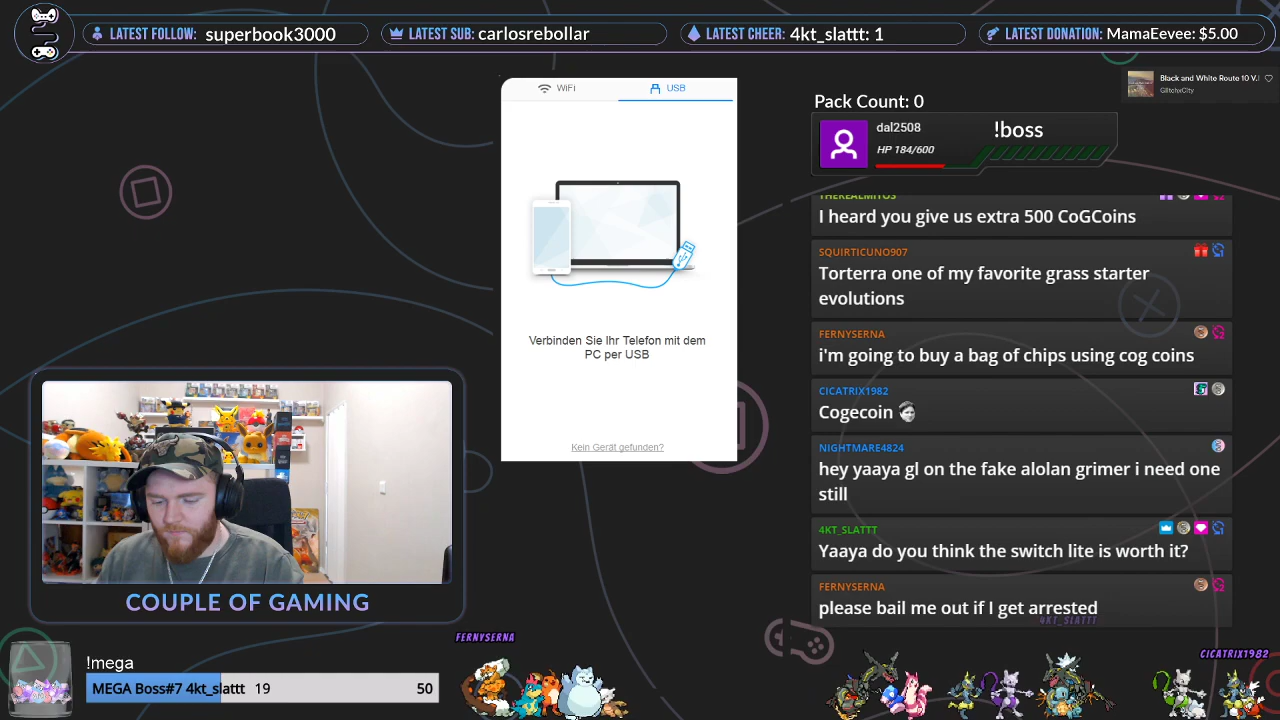 LATEST FOLLOW: superbook3000
LATEST SUB: carlosrebollar
LATEST CHEER: 4kt_slattt: 1
LATEST DONATION: MamaEevee: $5.00
WiFi
USB
Verbinden Sie Ihr Telefon mit dem
PC per USB
Kein Gerät gefunden?
Black and White Route 10 V.
GlitchxCity
Pack Count: 0
dal2508
!boss
HP 184/600
THEREALMITOS
I heard you give us extra 500 CoGCoins
SQUIRTICUNO907
Torterra one of my favorite grass starter
evolutions
FERNYSERNA
i'm going to buy a bag of chips using cog coins
CICATRIX1982
Cogecoin
NIGHTMARE4824
hey yaaya gl on the fake alolan grimer i need one
still
4KT_SLATTT
Yaaya do you think the switch lite is worth it?
FERNYSERNA
please bail me out if I get arrested
4KT_SLATTT
COUPLE OF GAMING
FERNYSERNA
CICATRIX1982
!mega
MEGA Boss#7 4kt_slattt 19
50